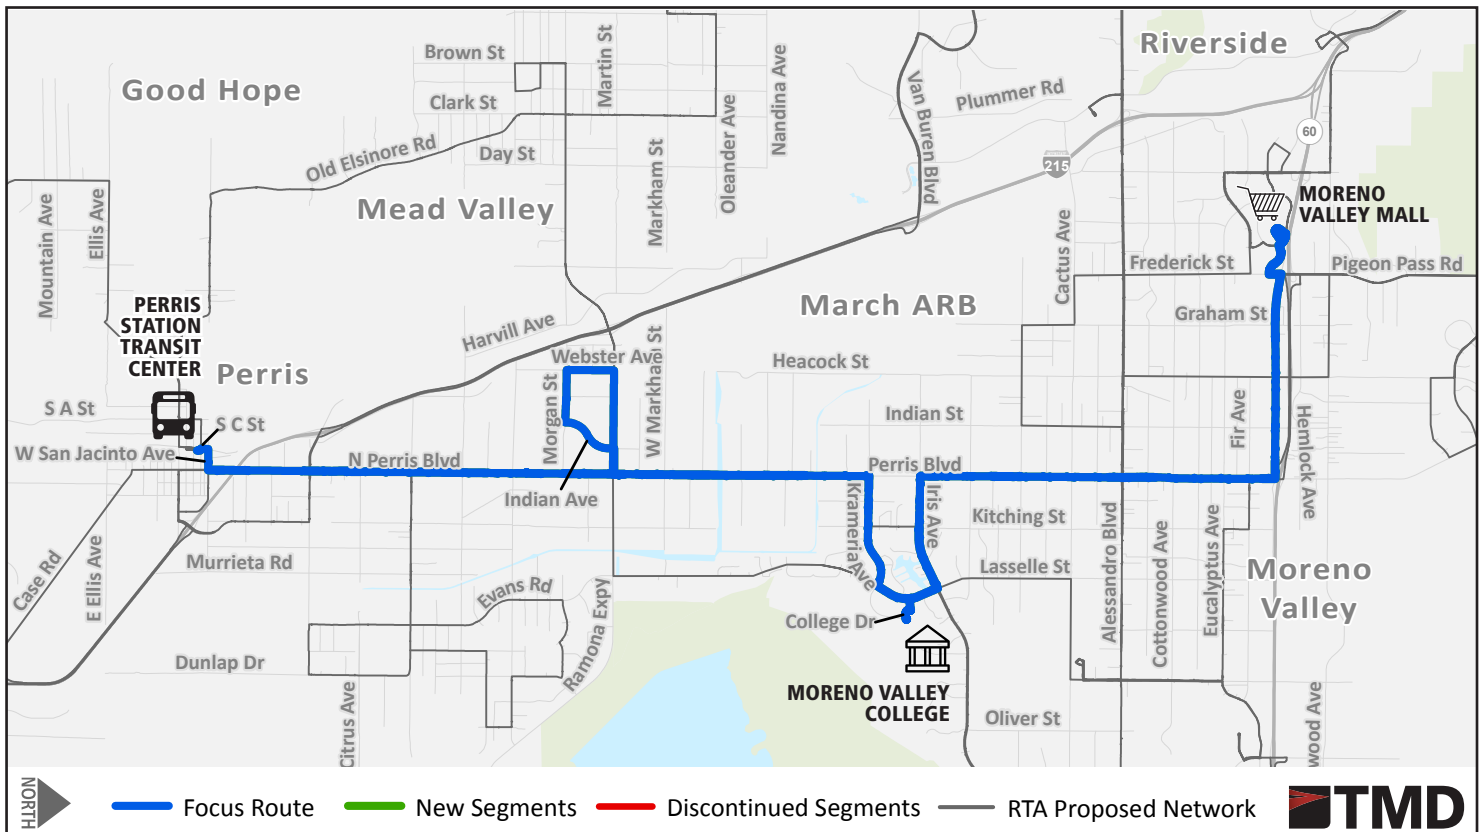 Riverside
Brown St
Martin St
Nandina Ave
Van Buren Blvd
Plummer Rd
Good Hope
Clark St
Oleander Ave
60
Old Elsinore Rd
Day St
215
Markham St
Mead Valley
Mountain Ave
Ellis Ave
Cactus Ave
MORENO
VALLEY MALL
Frederick St
Pigeon Pass Rd
PERRIS
STATION
TRANSIT
CENTER
March ARB
Graham St
Harvill Ave
Perris
Webster Ave
W Markham St
Heacock St
S A St
S C St
Morgan St
Indian St
Fir Ave
Hemlock Ave
W San Jacinto Ave
N Perris Blvd
Perris Blvd
Indian Ave
Krameria Ave
Iris Ave
Kitching St
Alessandro Blvd
Cottonwood Ave
Eucalyptus Ave
Case Rd
E Ellis Ave
Murrieta Rd
Evans Rd
Ramona Expy
Lasselle St
Moreno
Valley
College Dr
Dunlap Dr
MORENO VALLEY
COLLEGE
Citrus Ave
Oliver St
wood Ave
NORTH
Focus Route
New Segments
Discontinued Segments
RTA Proposed Network
TMD